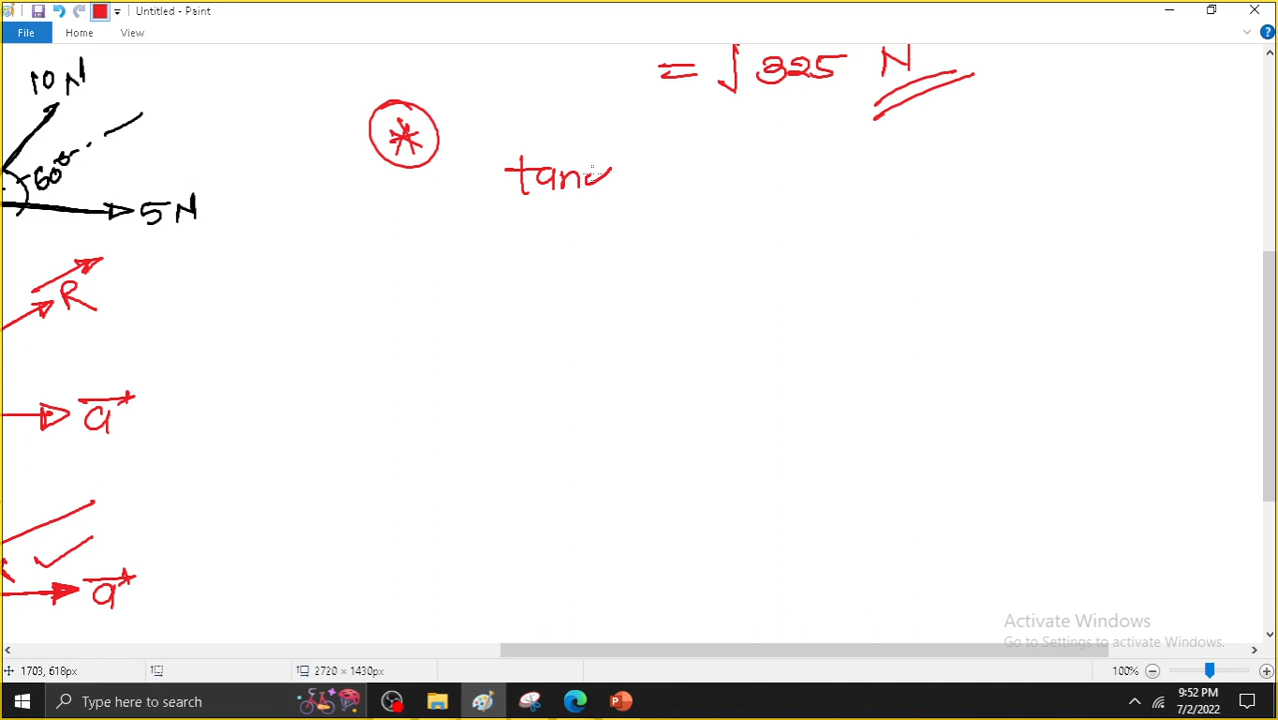 Untitled - Paint
File Home View
= √325 N
10 N
60°
tan
5 N
R
a
a
Activate Windows
Go to Settings to activate Windows.
1703, 618px
2720 × 1430px
100%
Type here to search
9:52 PM
7/2/2022